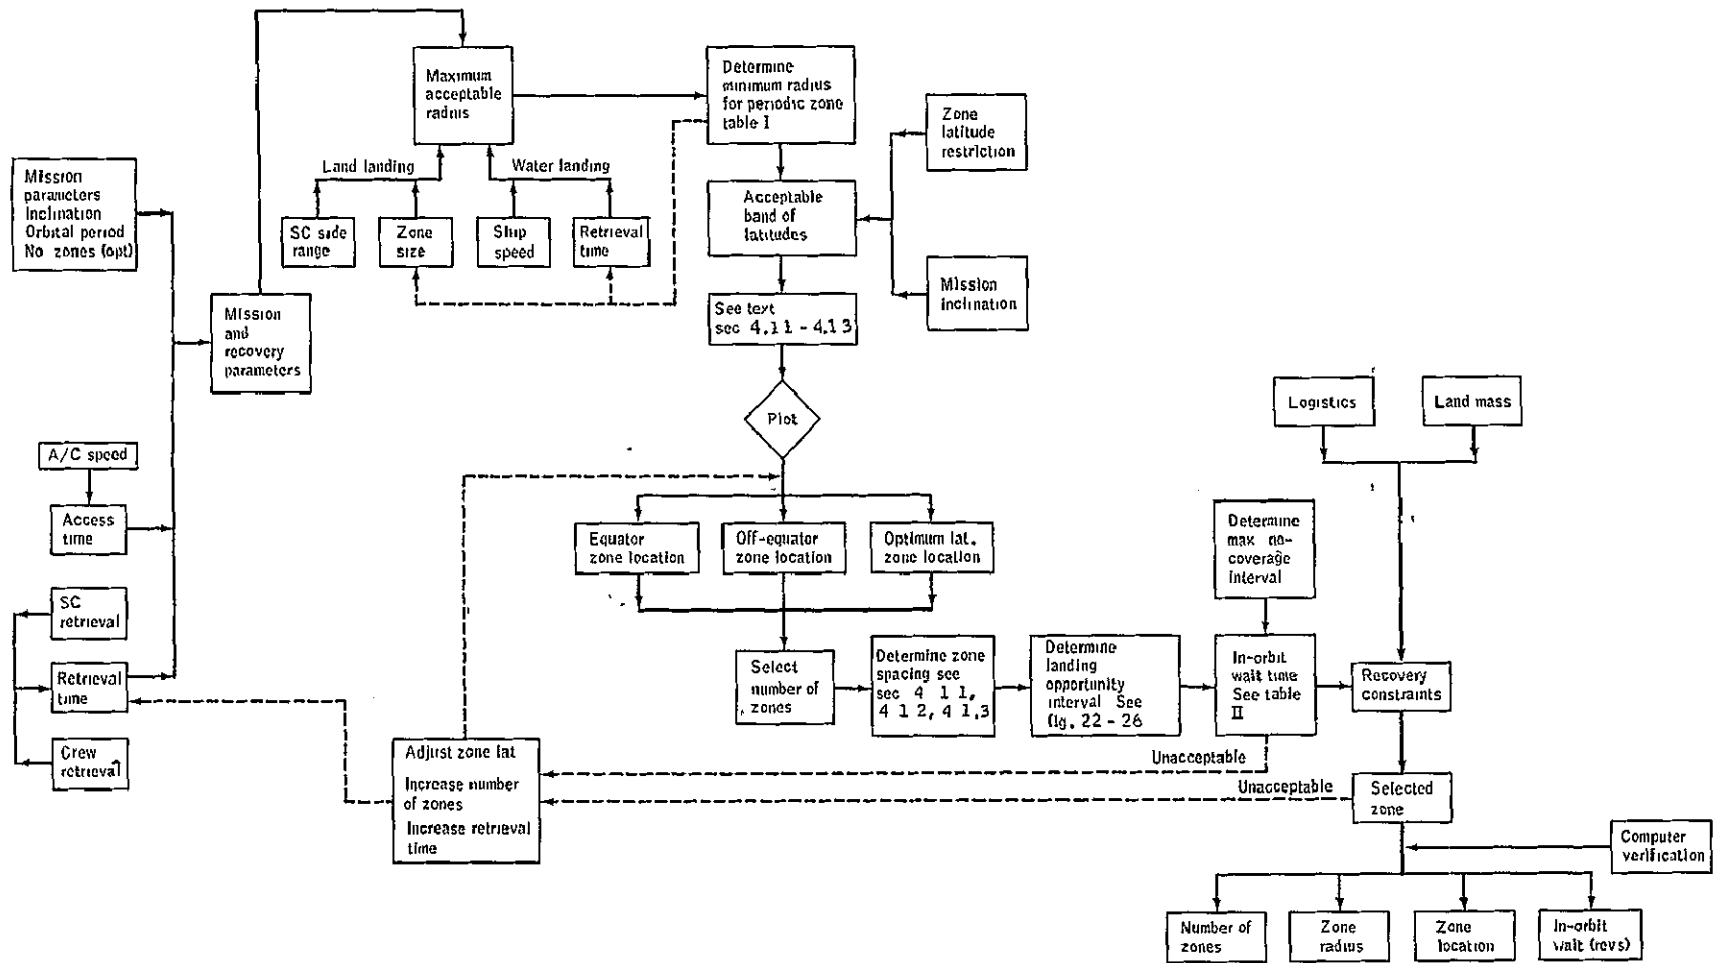 Mission
parameters
Inclination
Orbital period
No zones (opt)
Mission
and
recovery
parameters
A/C speed
Access
time
SC
retrieval
Retrieval
time
Crew
retrieval
Maximum
acceptable
radius
Land landing
Water landing
SC side
range
Zone
size
Ship
speed
Retrieval
time
Determine
minimum radius
for periodic zone
table I
Zone
latitude
restriction
Acceptable
band of
latitudes
Mission
inclination
See text
sec 4.11 - 4.13
Plot
Equator
zone location
Off-equator
zone location
Optimum lat.
zone location
Select
number of
zones
Determine zone
spacing see
sec 4 1 1,
4 1 2, 4 1.3
Determine
landing
opportunity
interval See
fig. 22 - 26
Determine
max no-
coverage
interval
In-orbit
wait time
See table
II
Logistics
Land mass
Recovery
constraints
Unacceptable
Unacceptable
Adjust zone lat
Increase number
of zones
Increase retrieval
time
Selected
zone
Computer
verification
Number of
zones
Zone
radius
Zone
location
In-orbit
wait (revs)